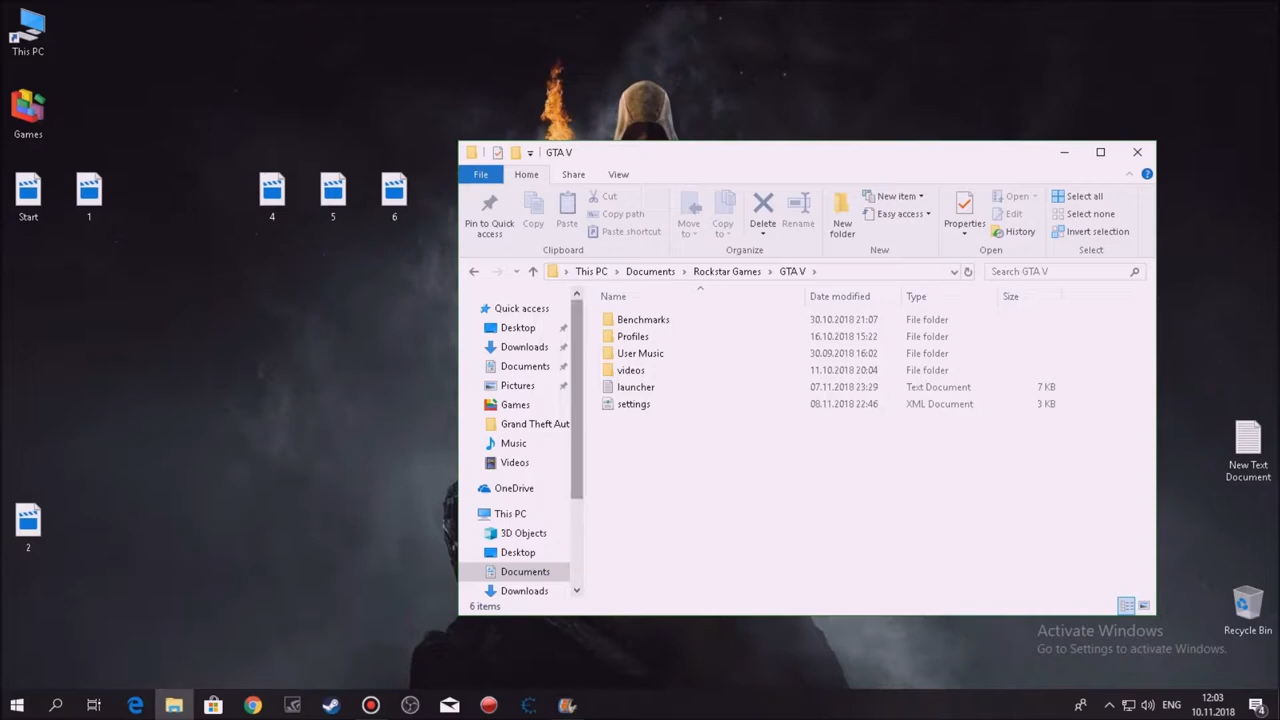 This PC
Games
Start
1
4
5
6
2
GTA V
File
Home
Share
View
Pin to Quick
access
Copy
Paste
Cut
Copy path
Paste shortcut
Clipboard
Move
to
Copy
to
Delete
Rename
Organize
New
folder
New item
Easy access
New
Properties
Open
Edit
History
Open
Select all
Select none
Invert selection
Select
This PC
Documents
Rockstar Games
GTA V
Search GTA V
Name
Date modified
Type
Size
Benchmarks 30.10.2018 21:07 File folder
Profiles 16.10.2018 15:22 File folder
User Music 30.09.2018 16:02 File folder
videos 11.10.2018 20:04 File folder
launcher 07.11.2018 23:29 Text Document 7 KB
settings 08.11.2018 22:46 XML Document 3 KB
Quick access
Desktop
Downloads
Documents
Pictures
Games
Grand Theft Aut
Music
Videos
OneDrive
This PC
3D Objects
Desktop
Documents
Downloads
6 items
New Text
Document
Recycle Bin
Activate Windows
Go to Settings to activate Windows.
ENG
12:03
10.11.2018
4